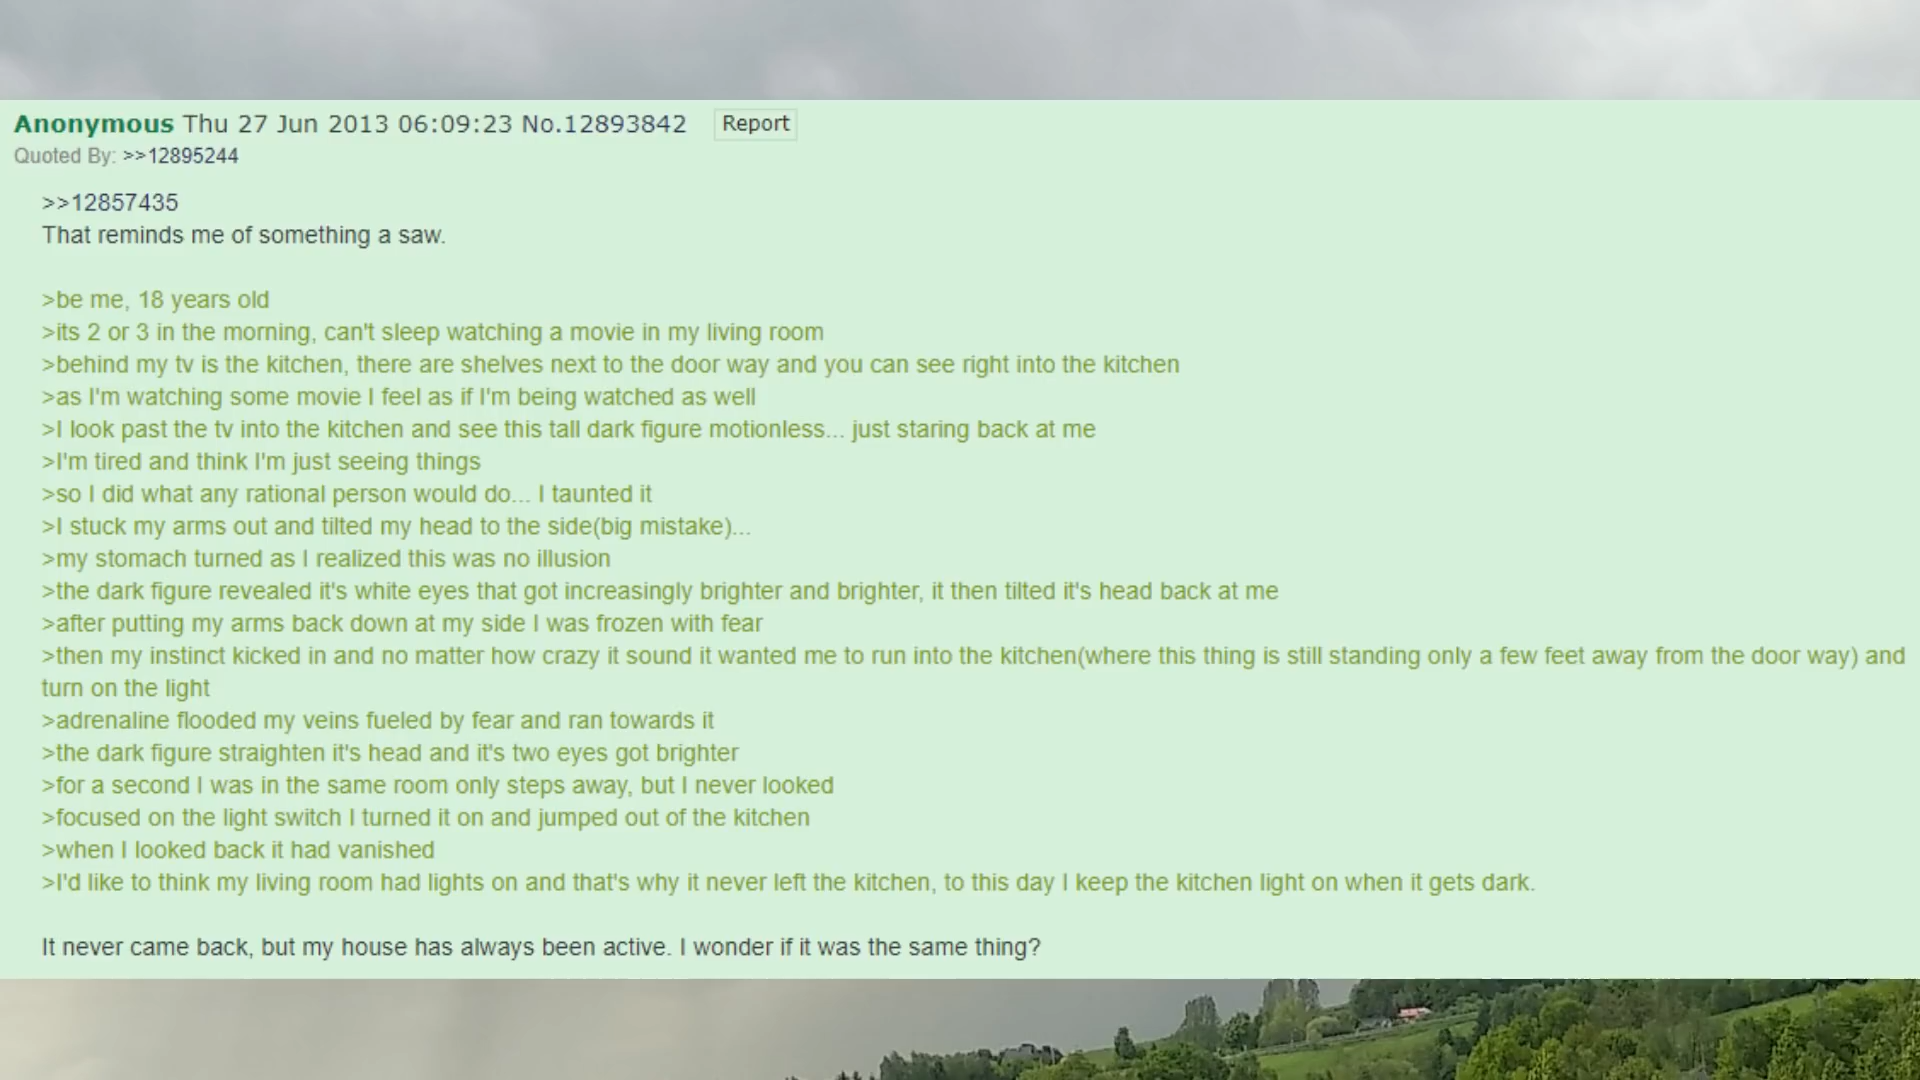 Anonymous Thu 27 Jun 2013 06:09:23 No.12893842 Report
Quoted By: >>12895244
>>12857435
That reminds me of something a saw.
>be me, 18 years old
>its 2 or 3 in the morning, can't sleep watching a movie in my living room
>behind my tv is the kitchen, there are shelves next to the door way and you can see right into the kitchen
>as I'm watching some movie I feel as if I'm being watched as well
>I look past the tv into the kitchen and see this tall dark figure motionless... just staring back at me
>I'm tired and think I'm just seeing things
>so I did what any rational person would do... I taunted it
>I stuck my arms out and tilted my head to the side(big mistake)...
>my stomach turned as I realized this was no illusion
>the dark figure revealed it's white eyes that got increasingly brighter and brighter, it then tilted it's head back at me
>after putting my arms back down at my side I was frozen with fear
>then my instinct kicked in and no matter how crazy it sound it wanted me to run into the kitchen(where this thing is still standing only a few feet away from the door way) and
turn on the light
>adrenaline flooded my veins fueled by fear and ran towards it
>the dark figure straighten it's head and it's two eyes got brighter
>for a second I was in the same room only steps away, but I never looked
>focused on the light switch I turned it on and jumped out of the kitchen
>when I looked back it had vanished
>I'd like to think my living room had lights on and that's why it never left the kitchen, to this day I keep the kitchen light on when it gets dark.
It never came back, but my house has always been active. I wonder if it was the same thing?